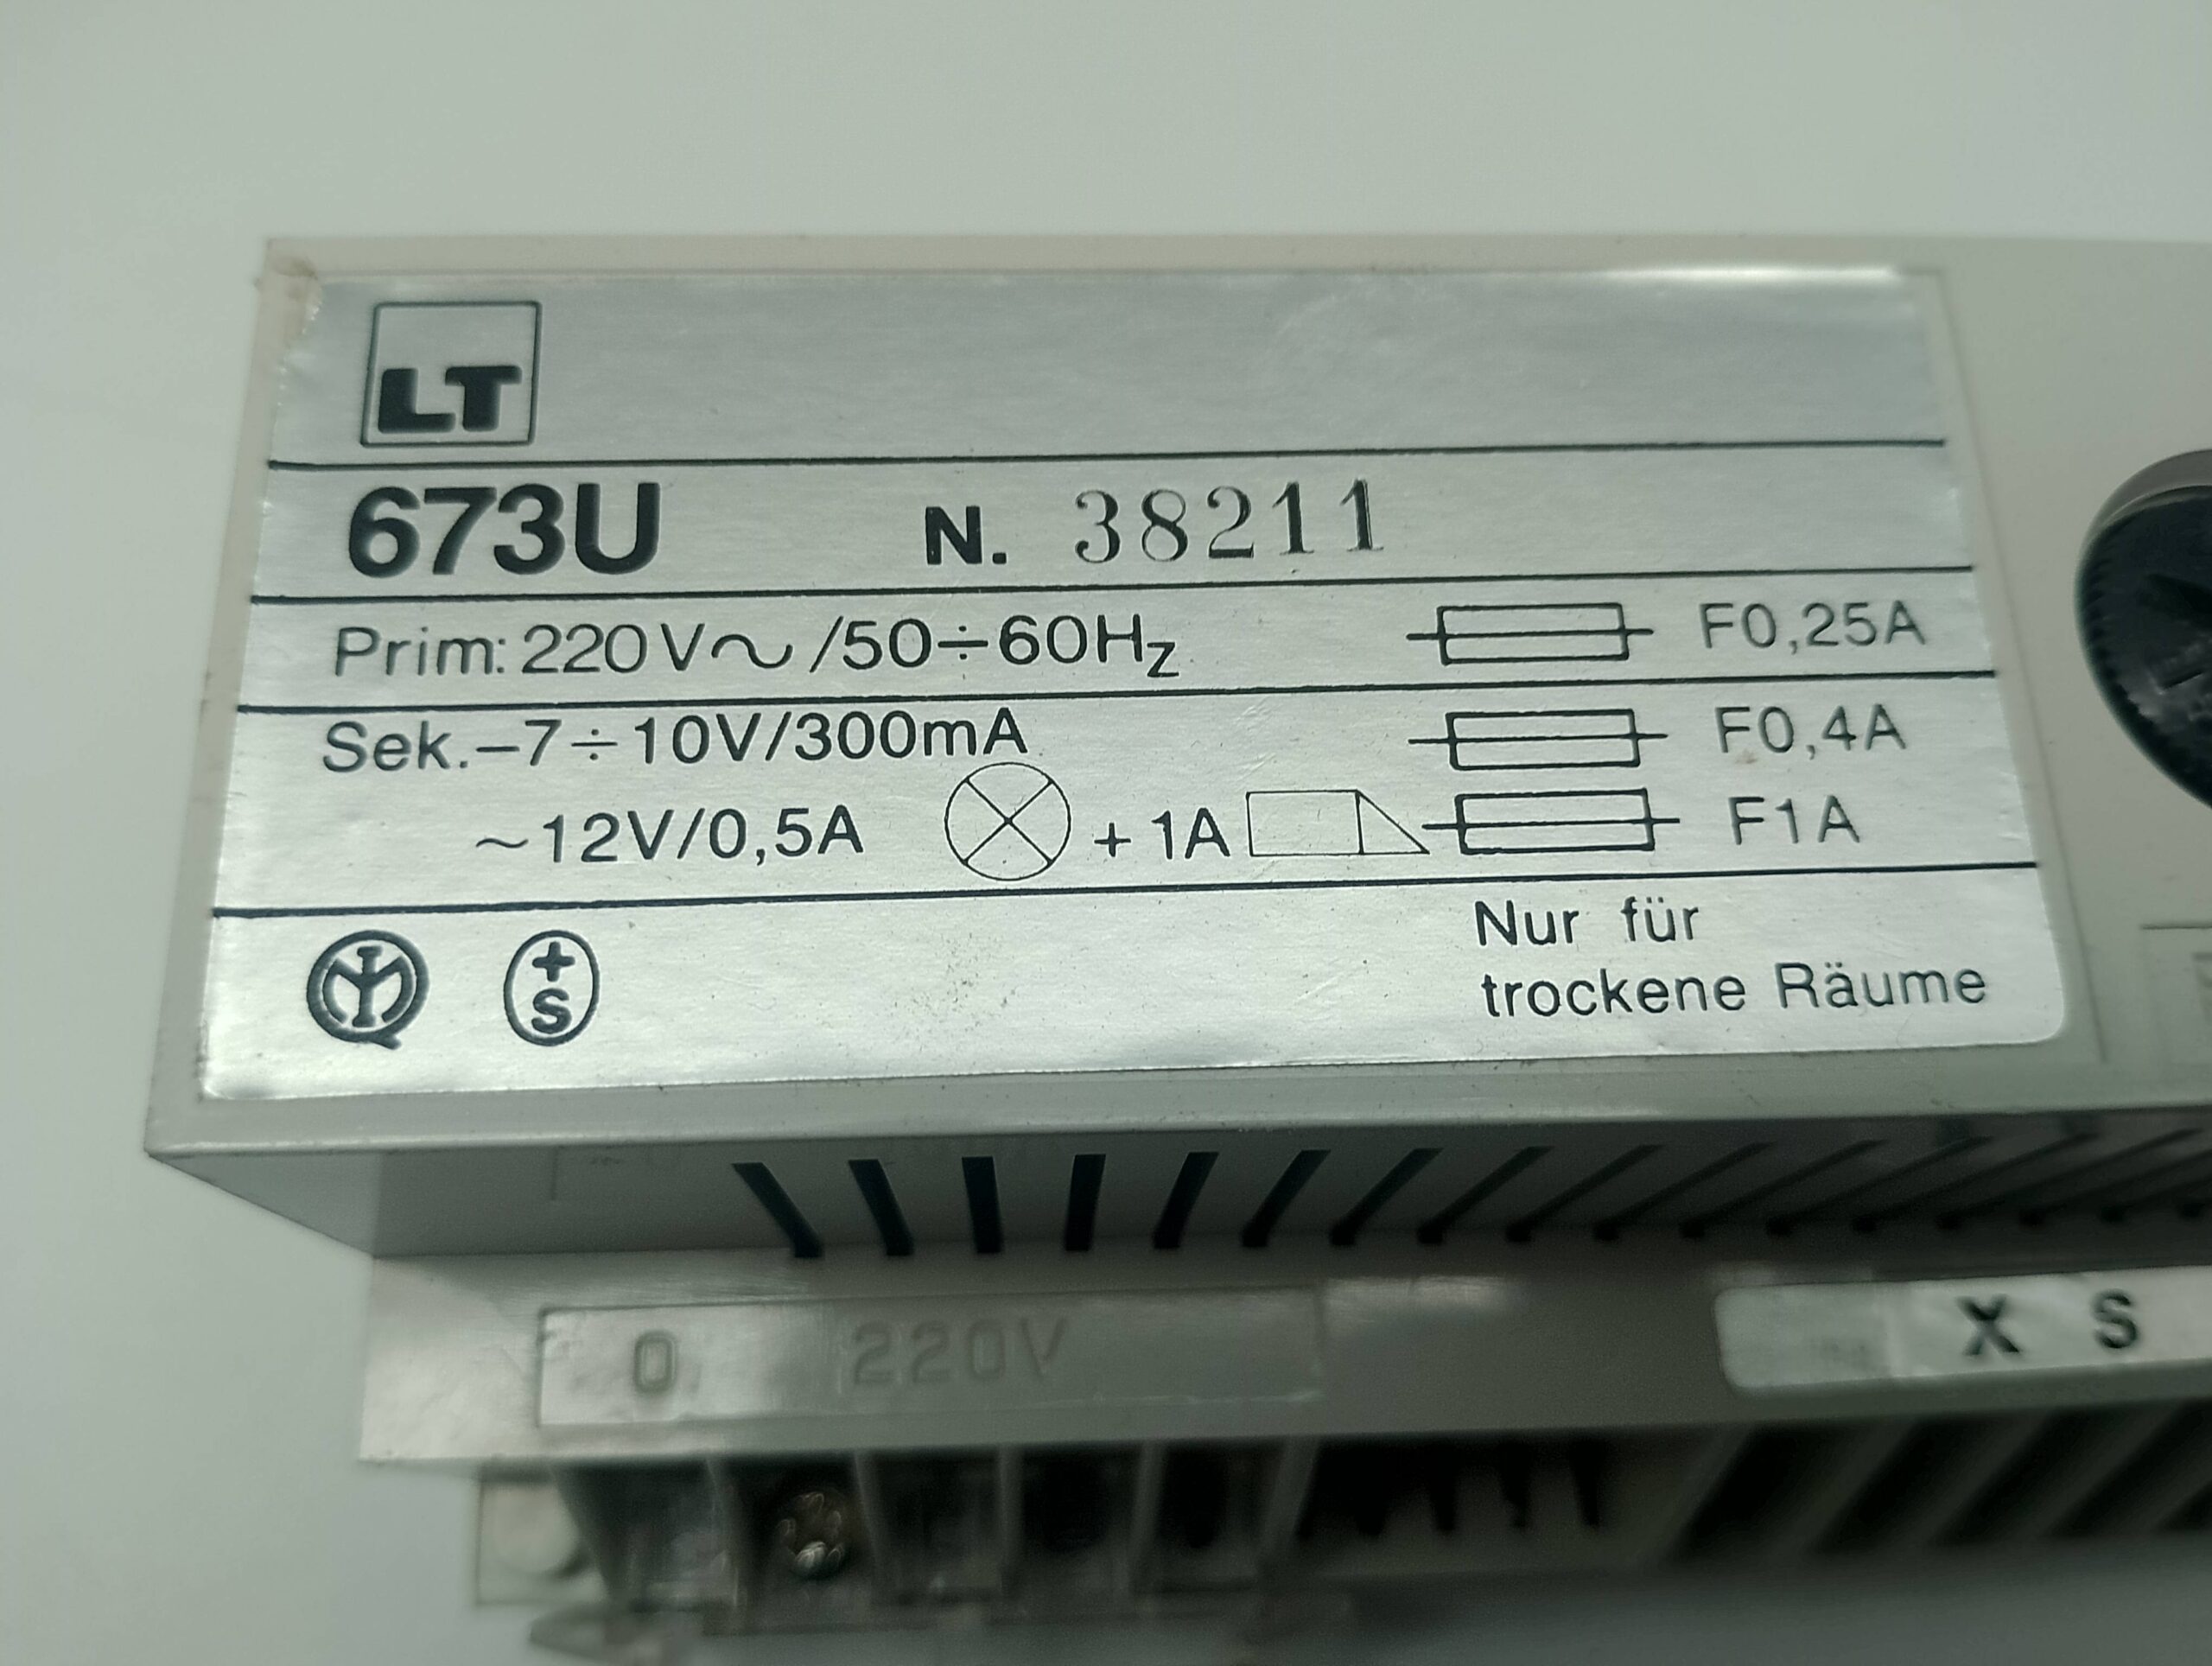 LT
673U N. 38211
Prim: 220V~/50÷60Hz F0,25A
Sek.–7÷10V/300mA F0,4A
~12V/0,5A + 1A F1A
+
S
Nur für
trockene Räume
0 220V
X S